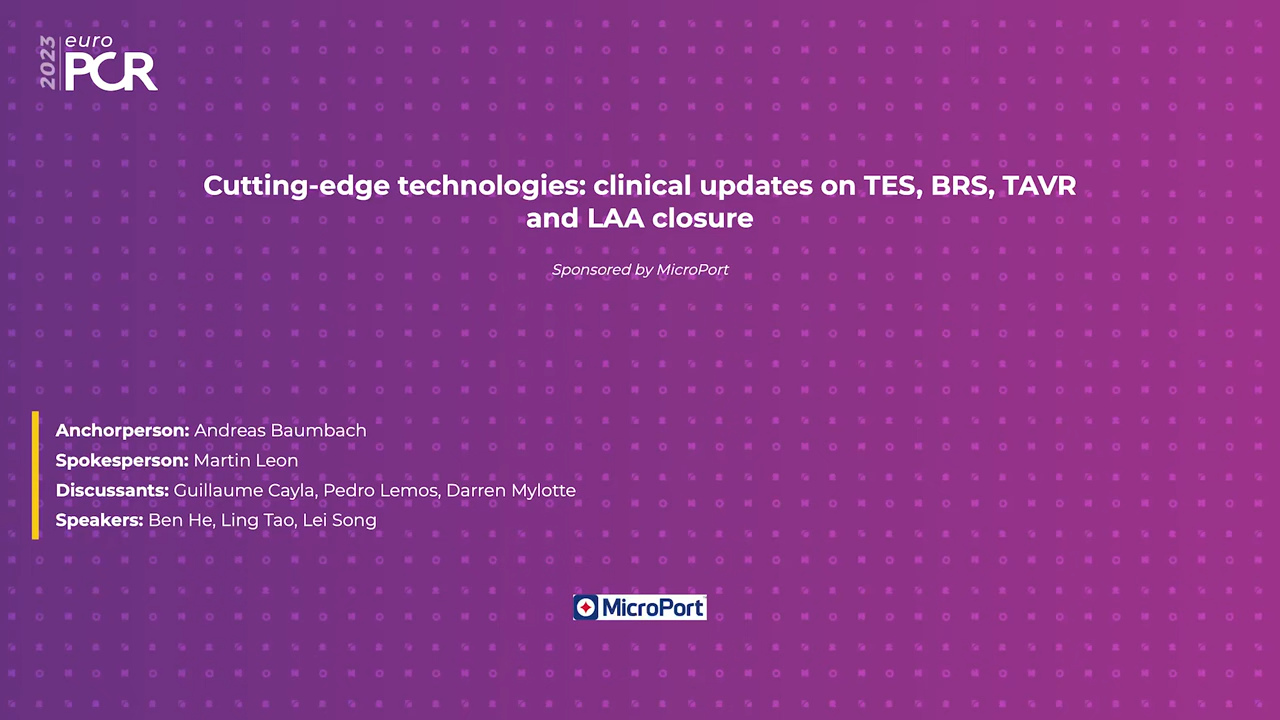 2023
euro
PCR
Cutting-edge technologies: clinical updates on TES, BRS, TAVR
and LAA closure
Sponsored by MicroPort
Anchorperson: Andreas Baumbach
Spokesperson: Martin Leon
Discussants: Guillaume Cayla, Pedro Lemos, Darren Mylotte
Speakers: Ben He, Ling Tao, Lei Song
MicroPort